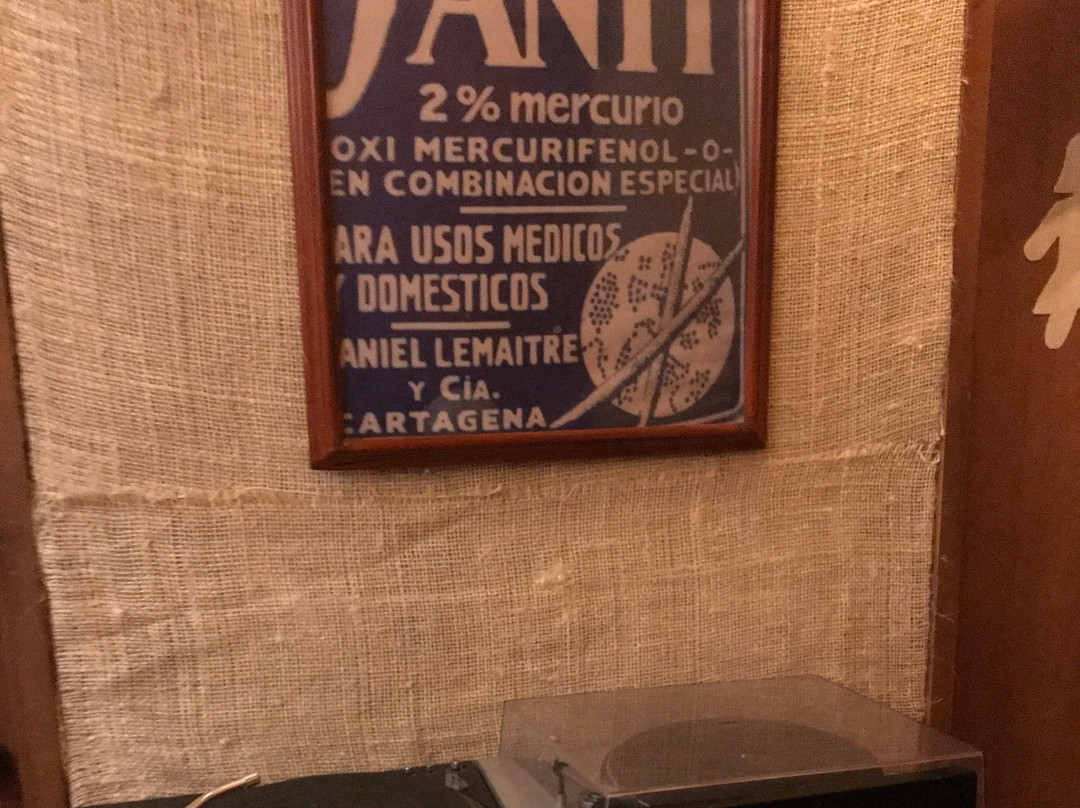 2% mercurio
OXI MERCURIFENOL-O-
EN COMBINACION ESPECIAL)
ARA USOS MEDICOS
Y DOMESTICOS
ANIEL LEMAITRE
Y Cía.
CARTAGENA